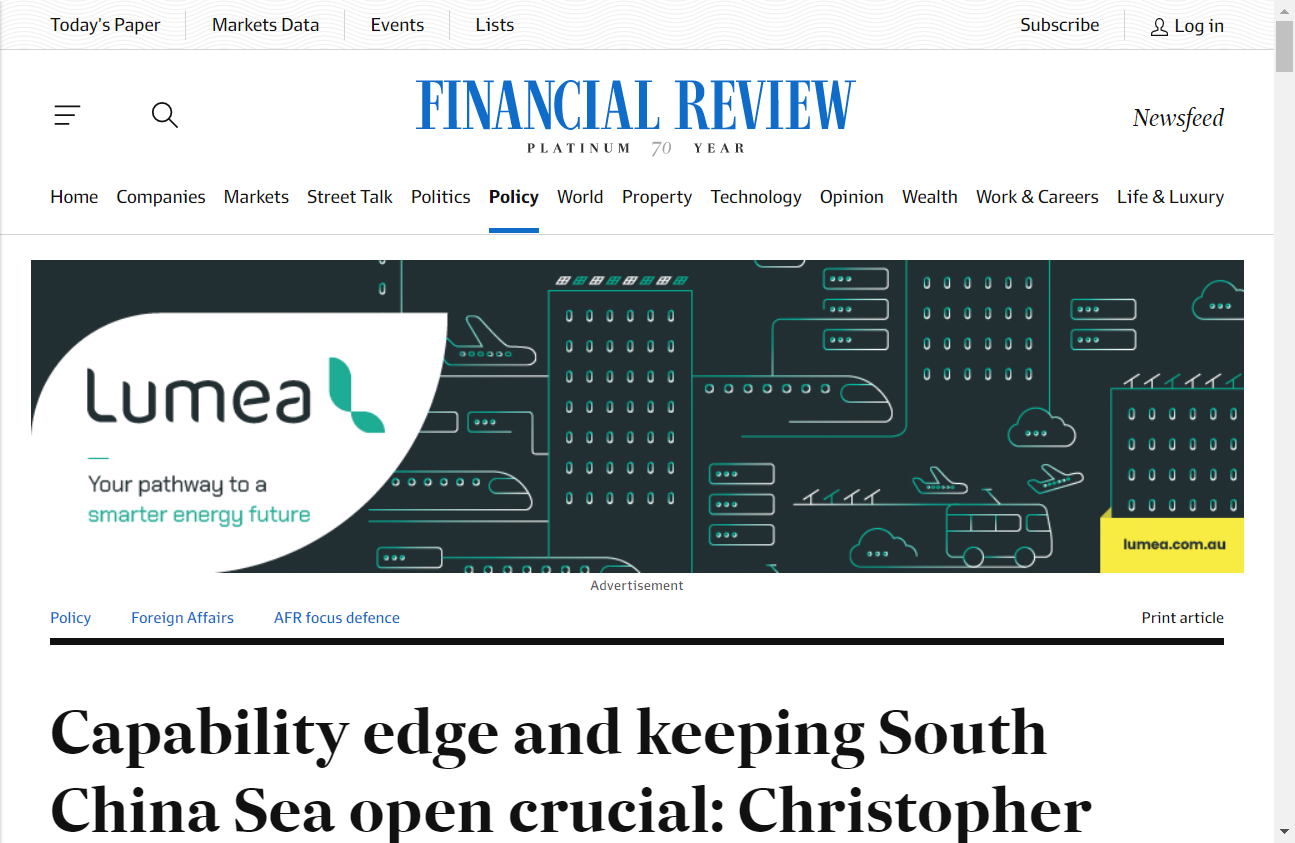 Today's Paper Markets Data Events Lists Subscribe Log in
FINANCIAL REVIEW
PLATINUM 70 YEAR
Newsfeed
Home Companies Markets Street Talk Politics Policy World Property Technology Opinion Wealth Work & Careers Life & Luxury
Lumea
Your pathway to a
smarter energy future
lumea.com.au
Advertisement
Policy Foreign Affairs AFR focus defence Print article
Capability edge and keeping South
China Sea open crucial: Christopher